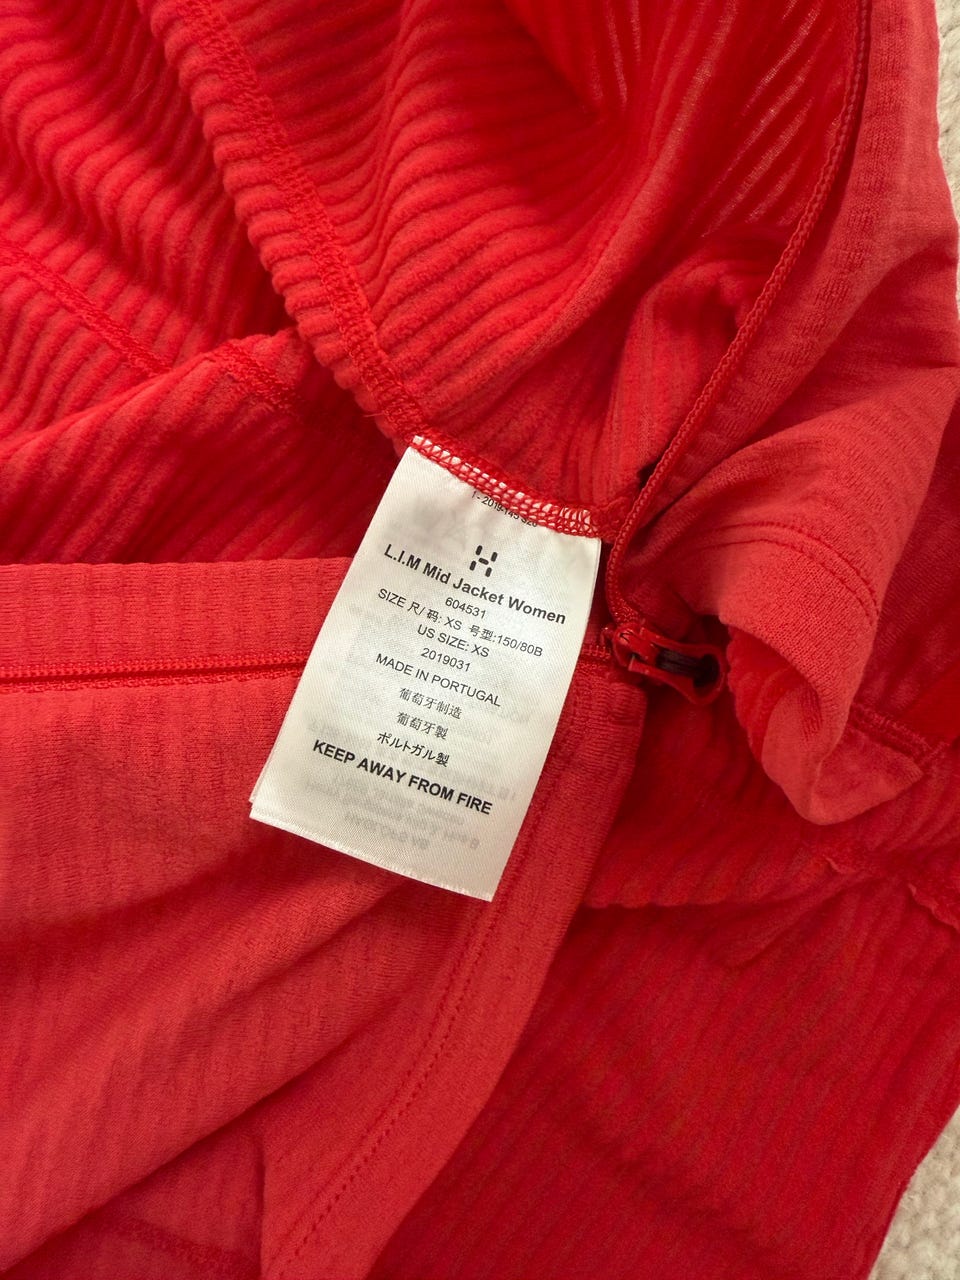 L.I.M Mid Jacket Women
604531
SIZE 尺/ 码: XS 号型:150/80B
US SIZE: XS
2019031
MADE IN PORTUGAL
葡萄牙制造
葡萄牙製
ポルトガル製
KEEP AWAY FROM FIRE